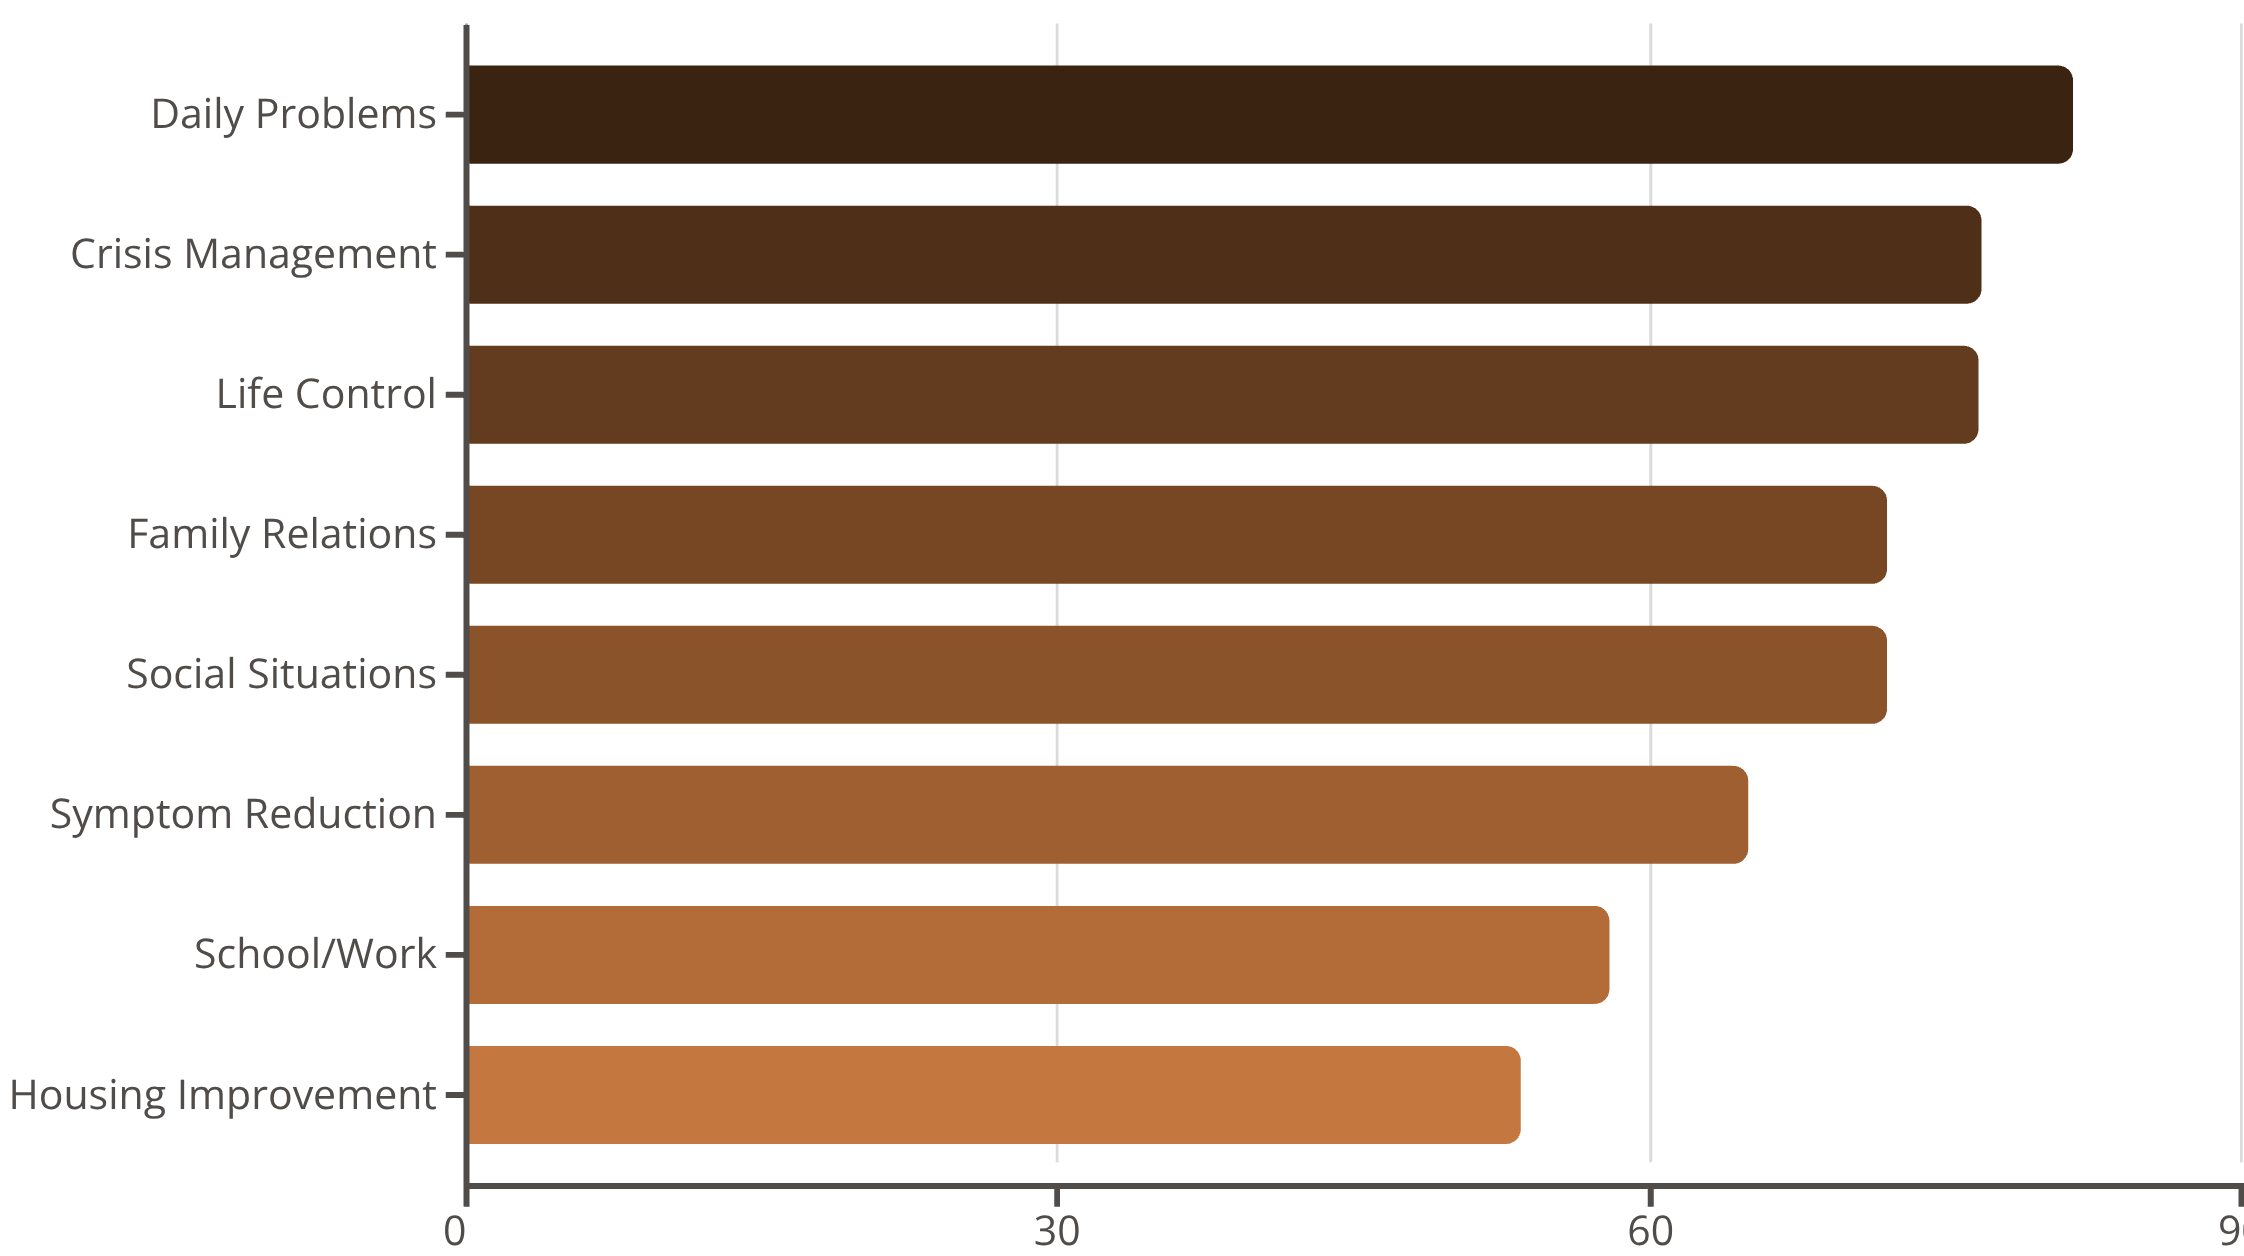 Daily Problems
Crisis Management
Life Control
Family Relations
Social Situations
Symptom Reduction
School/Work
Housing Improvement
0 30 60